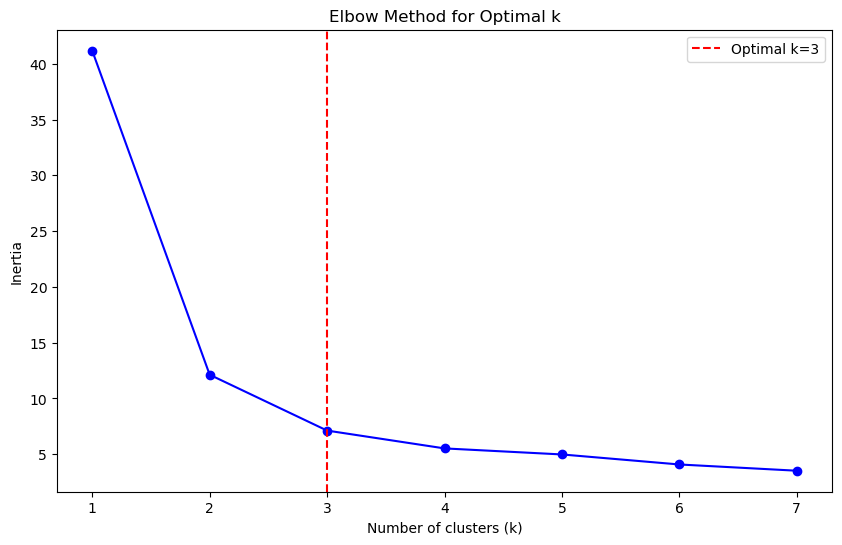 Elbow Method for Optimal k
Optimal k=3
40
35
30
25
20
15
10
5
Inertia
1 2 3 4 5 6 7
Number of clusters (k)